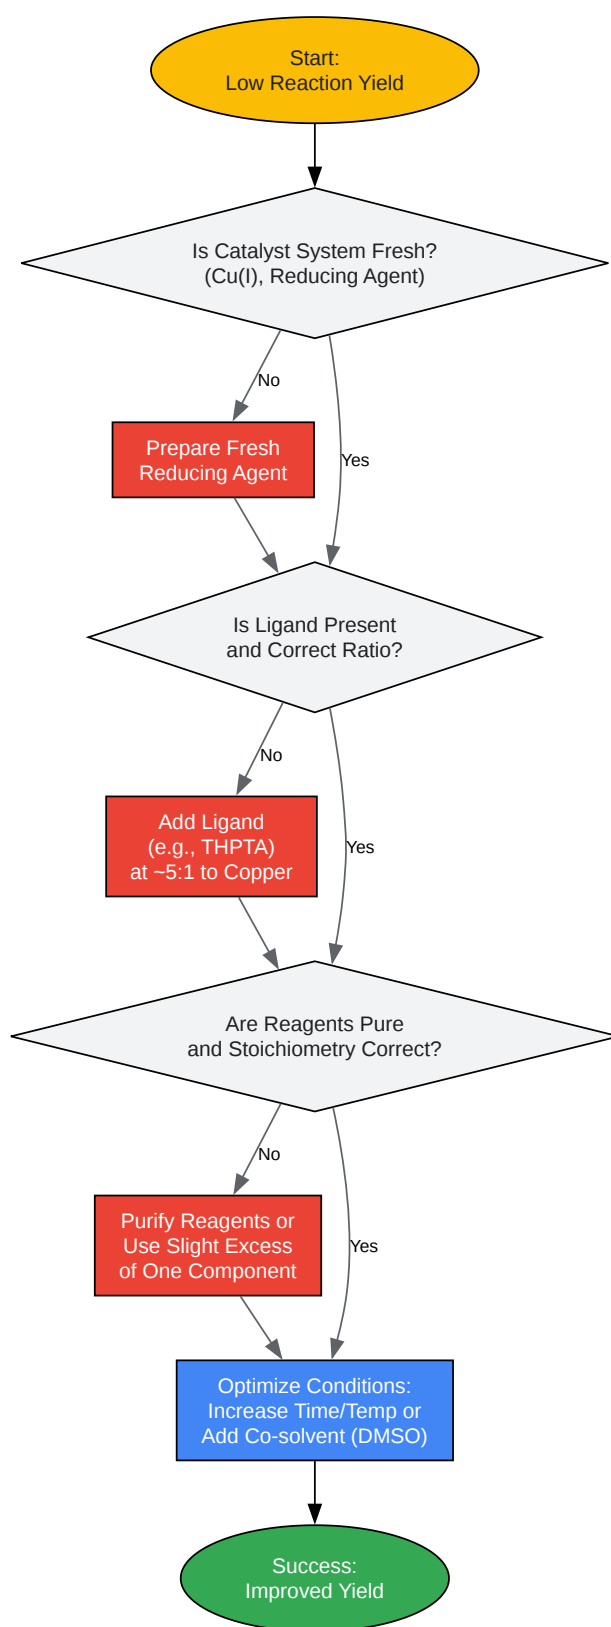 Start:
Low Reaction Yield
Is Catalyst System Fresh?
(Cu(I), Reducing Agent)
No
Prepare Fresh
Reducing Agent
Yes
Is Ligand Present
and Correct Ratio?
No
Add Ligand
(e.g., THPTA)
at ~5:1 to Copper
Yes
Are Reagents Pure
and Stoichiometry Correct?
No
Purify Reagents or
Use Slight Excess
of One Component
Yes
Optimize Conditions:
Increase Time/Temp or
Add Co-solvent (DMSO)
Success:
Improved Yield